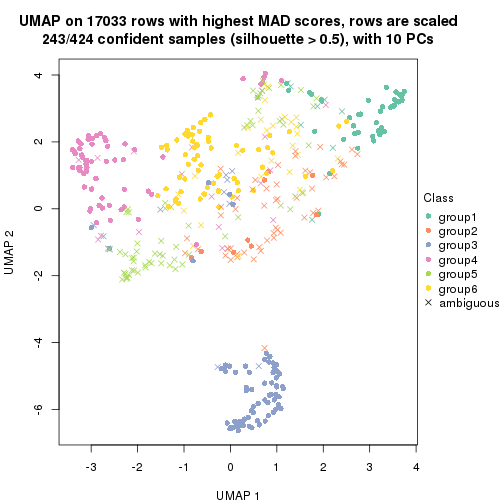 UMAP on 17033 rows with highest MAD scores, rows are scaled
243/424 confident samples (silhouette > 0.5), with 10 PCs
4
2
0
-2
-4
-6
UMAP 2
-3
-2
-1
0
1
2
3
4
UMAP 1
Class
group1
group2
group3
group4
group5
group6
ambiguous